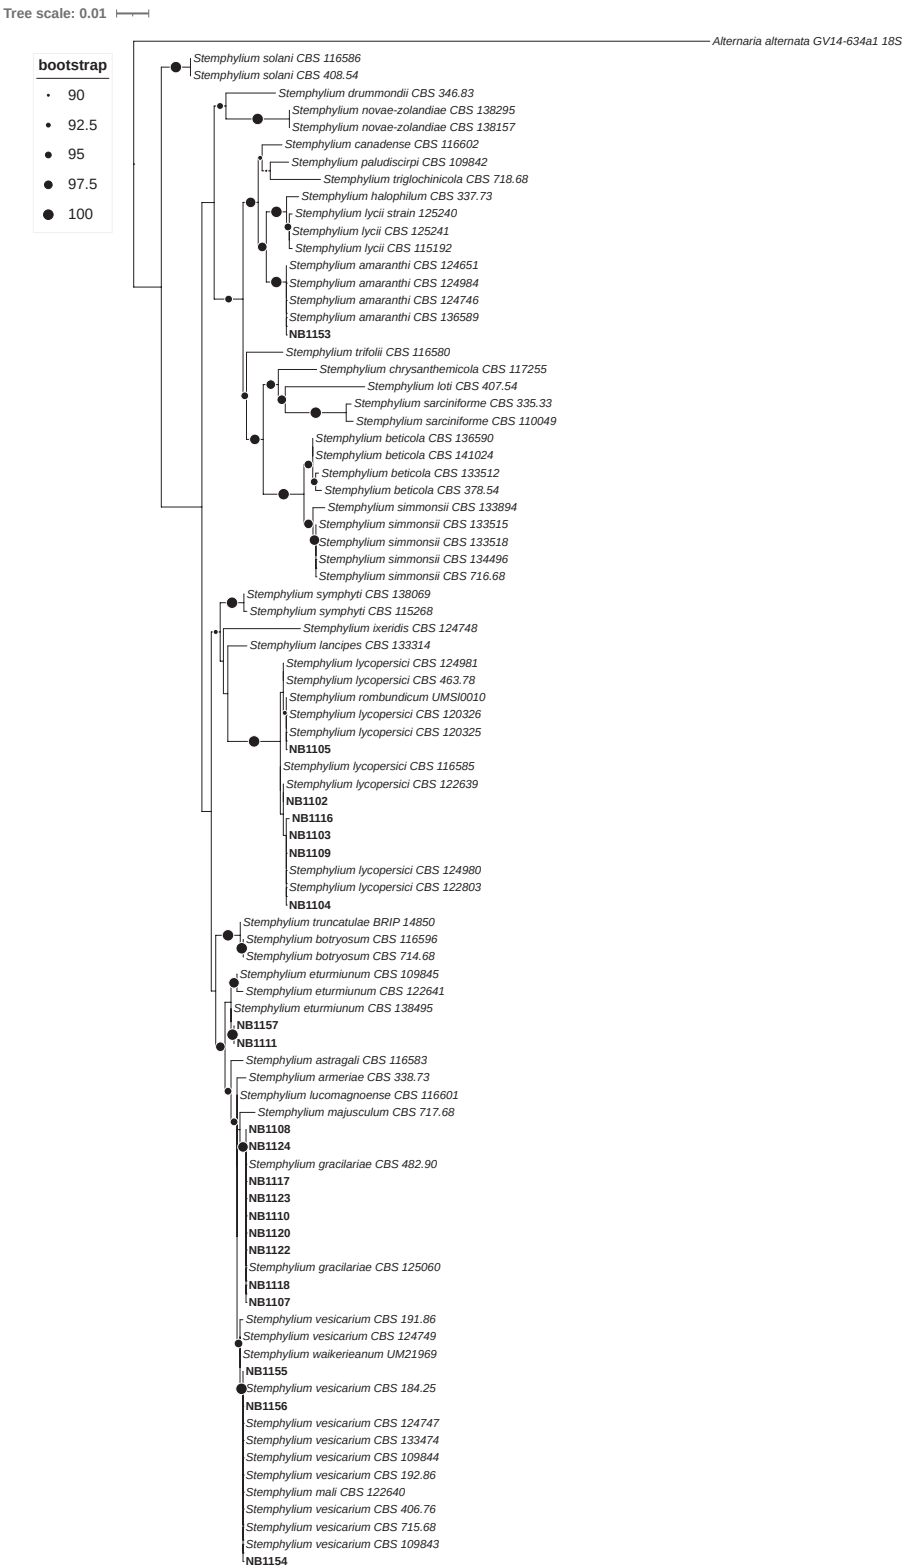 Tree scale: 0.01
Alternaria alternata GV14-634a1 18S
bootstrap
90
92.5
95
97.5
100
Stemphylium solani CBS 116586
Stemphylium solani CBS 408.54
Stemphylium drummondii CBS 346.83
Stemphylium novae-zolandiae CBS 138295
Stemphylium novae-zolandiae CBS 138157
Stemphylium canadense CBS 116602
Stemphylium paludiscirpi CBS 109842
Stemphylium triglochinicola CBS 718.68
Stemphylium halophilum CBS 337.73
Stemphylium lycii strain 125240
Stemphylium lycii CBS 125241
Stemphylium lycii CBS 115192
Stemphylium amaranthi CBS 124651
Stemphylium amaranthi CBS 124984
Stemphylium amaranthi CBS 124746
Stemphylium amaranthi CBS 136589
NB1153
Stemphylium trifolii CBS 116580
Stemphylium chrysanthemicola CBS 117255
Stemphylium loti CBS 407.54
Stemphylium sarciniforme CBS 335.33
Stemphylium sarciniforme CBS 110049
Stemphylium beticola CBS 136590
Stemphylium beticola CBS 141024
Stemphylium beticola CBS 133512
Stemphylium beticola CBS 378.54
Stemphylium simmonsii CBS 133894
Stemphylium simmonsii CBS 133515
Stemphylium simmonsii CBS 133518
Stemphylium simmonsii CBS 134496
Stemphylium simmonsii CBS 716.68
Stemphylium symphyti CBS 138069
Stemphylium symphyti CBS 115268
Stemphylium ixeridis CBS 124748
Stemphylium lancipes CBS 133314
Stemphylium lycopersici CBS 124981
Stemphylium lycopersici CBS 463.78
Stemphylium rombundicum UMSl0010
Stemphylium lycopersici CBS 120326
Stemphylium lycopersici CBS 120325
NB1105
Stemphylium lycopersici CBS 116585
Stemphylium lycopersici CBS 122639
NB1102
NB1116
NB1103
NB1109
Stemphylium lycopersici CBS 124980
Stemphylium lycopersici CBS 122803
NB1104
Stemphylium truncatulae BRIP 14850
Stemphylium botryosum CBS 116596
Stemphylium botryosum CBS 714.68
Stemphylium eturmiunum CBS 109845
Stemphylium eturmiunum CBS 122641
Stemphylium eturmiunum CBS 138495
NB1157
NB1111
Stemphylium astragali CBS 116583
Stemphylium armeriae CBS 338.73
Stemphylium lucomagnoense CBS 116601
Stemphylium majusculum CBS 717.68
NB1108
NB1124
Stemphylium gracilariae CBS 482.90
NB1117
NB1123
NB1110
NB1120
NB1122
Stemphylium gracilariae CBS 125060
NB1118
NB1107
Stemphylium vesicarium CBS 191.86
Stemphylium vesicarium CBS 124749
Stemphylium waikerieanum UM21969
NB1155
Stemphylium vesicarium CBS 184.25
NB1156
Stemphylium vesicarium CBS 124747
Stemphylium vesicarium CBS 133474
Stemphylium vesicarium CBS 109844
Stemphylium vesicarium CBS 192.86
Stemphylium mali CBS 122640
Stemphylium vesicarium CBS 406.76
Stemphylium vesicarium CBS 715.68
Stemphylium vesicarium CBS 109843
NB1154